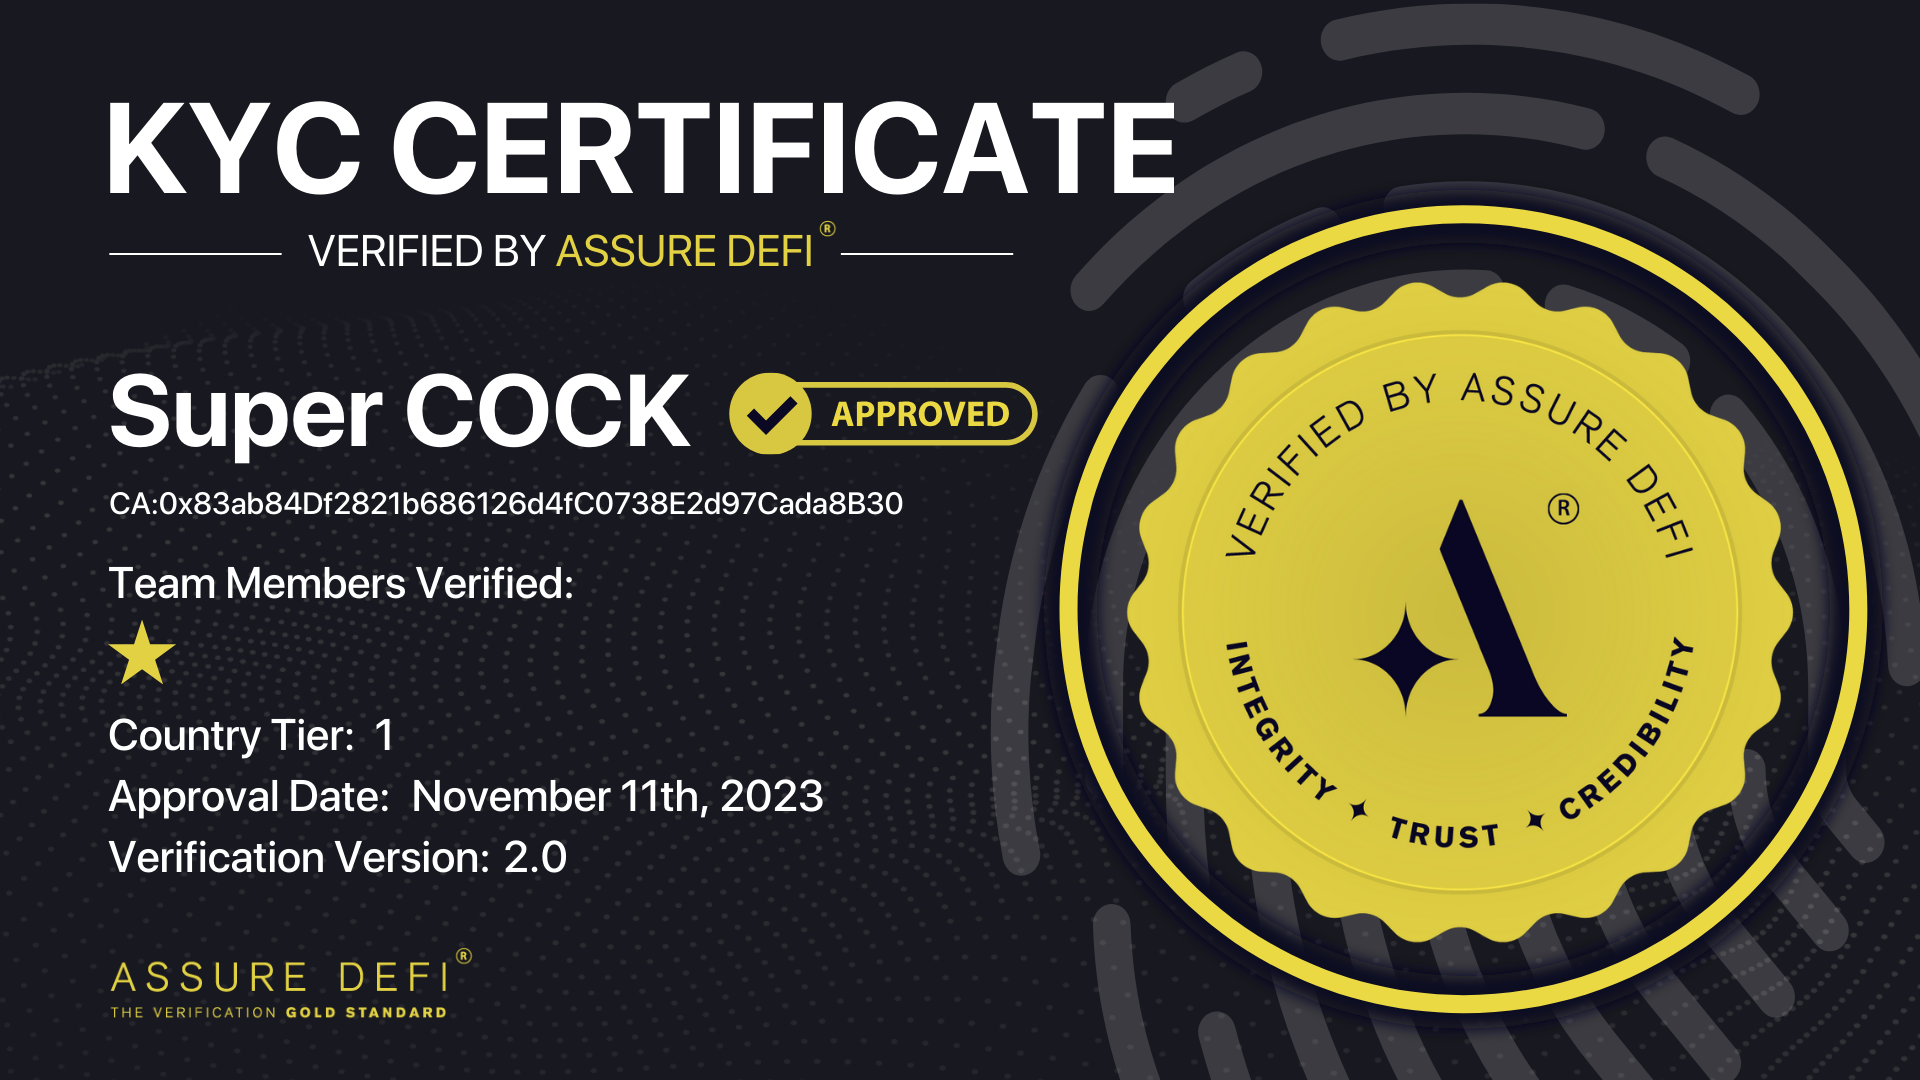 KYC CERTIFICATE
VERIFIED BY ASSURE DEFI®
Super COCK
APPROVED
CA:0x83ab84Df2821b686126d4fC0738E2d97Cada8B30
Team Members Verified:
Country Tier: 1
Approval Date: November 11th, 2023
Verification Version: 2.0
ASSURE DEFI®
THE VERIFICATION GOLD STANDARD
VERIFIED BY ASSURE DEFI
®
INTEGRITY ✦ TRUST ✦ CREDIBILITY